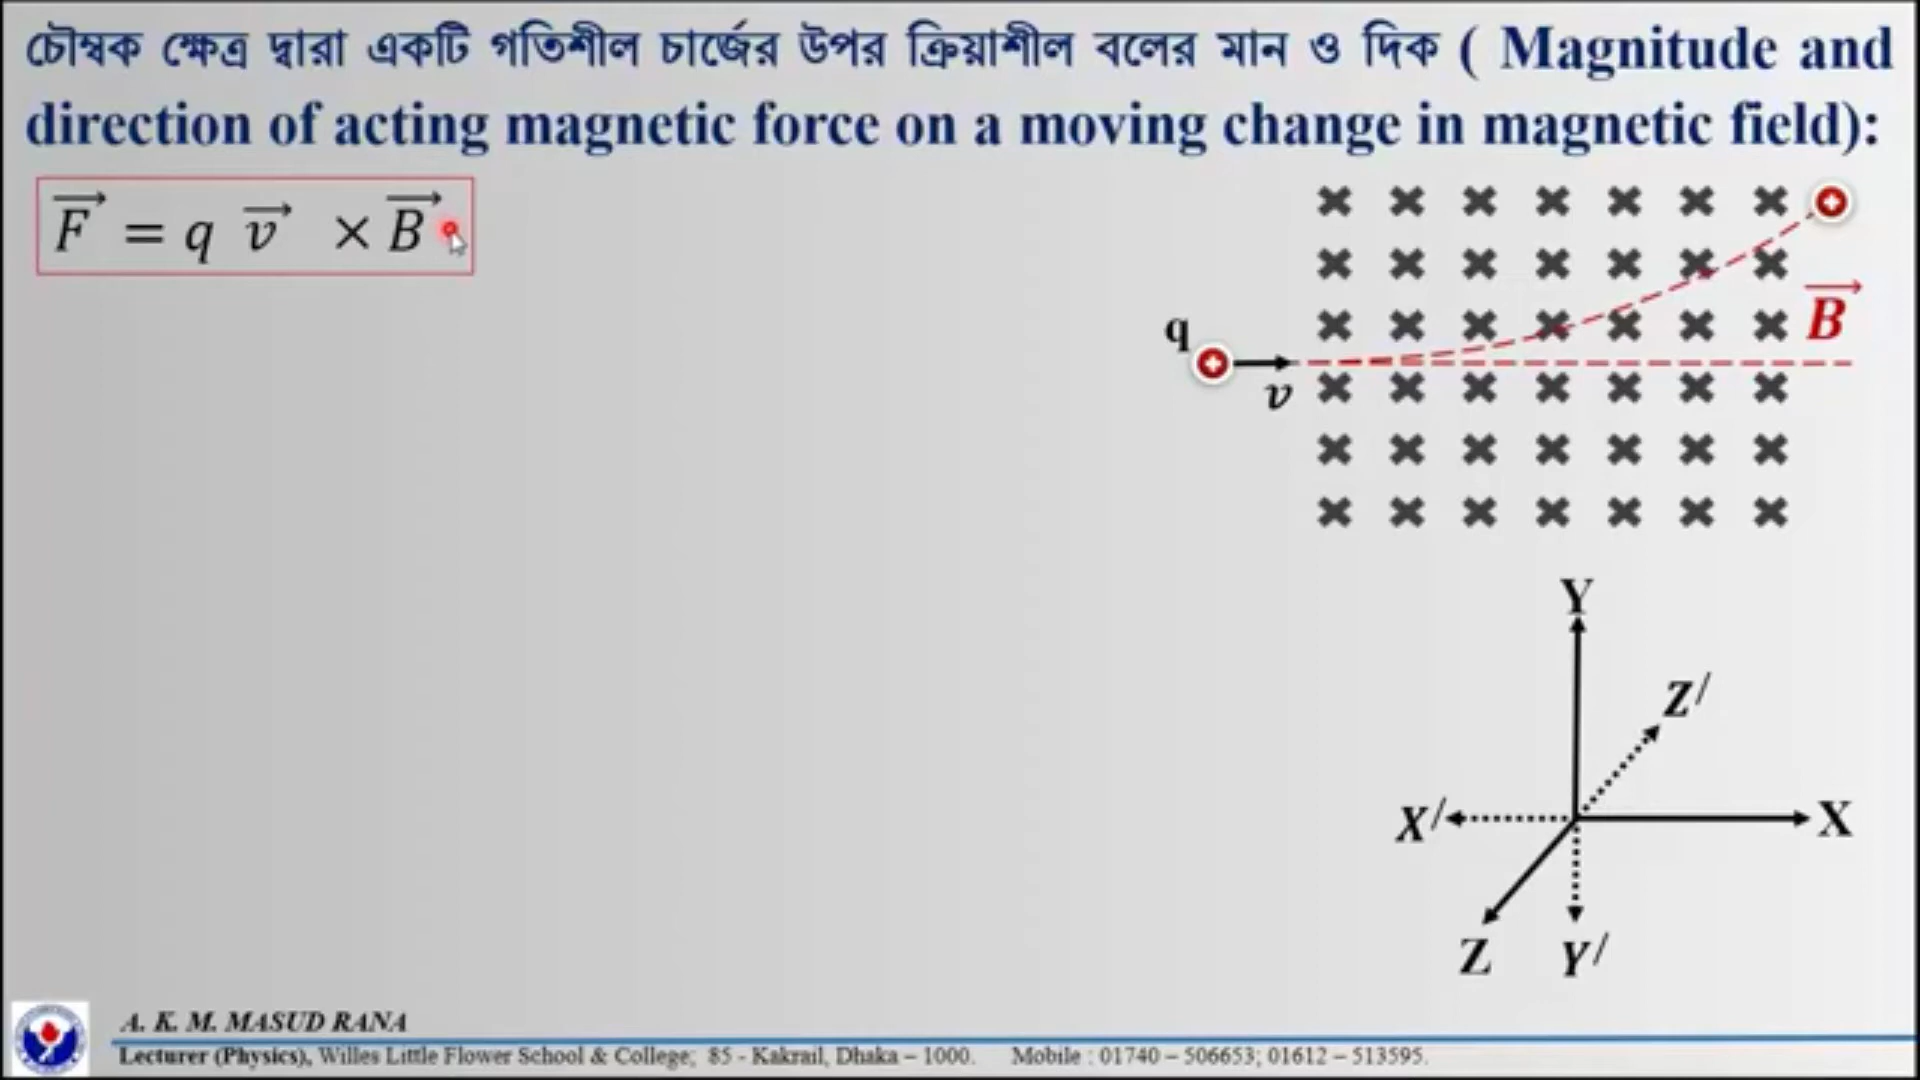 চৌম্বক ক্ষেত্র দ্বারা একটি গতিশীল চার্জের উপর ক্রিয়াশীল বলের মান ও দিক ( Magnitude and
direction of acting magnetic force on a moving change in magnetic field):
F⃗ = q v⃗ × B⃗
q
v
B⃗
Y
Z/
X/
X
Z
Y/
A. K. M. MASUD RANA
Lecturer (Physics), Willes Little Flower School & College; 85 - Kakrail, Dhaka – 1000. Mobile : 01740 – 506653; 01612 – 513595.